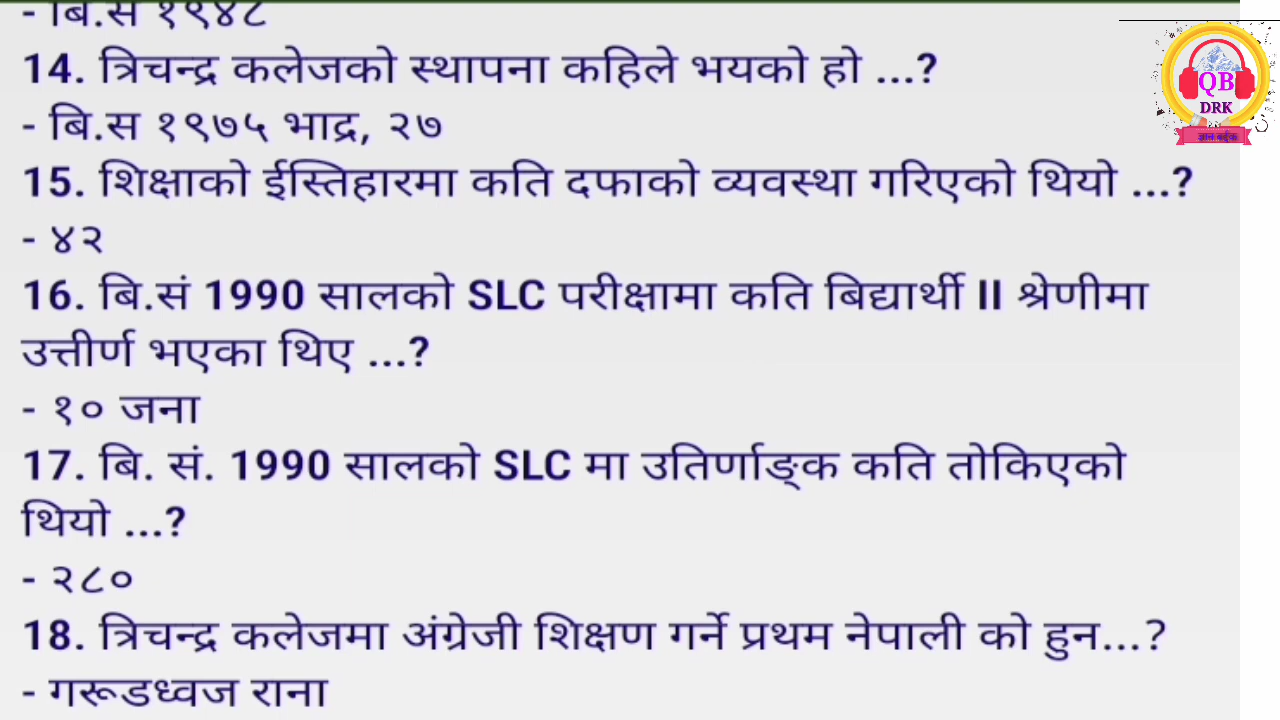 - बि.स १९४८
14. त्रिचन्द्र कलेजको स्थापना कहिले भयको हो ...?
- बि.स १९७५ भाद्र, २७
15. शिक्षाको ईस्तिहारमा कति दफाको व्यवस्था गरिएको थियो ...?
- ४२
16. बि.सं 1990 सालको SLC परीक्षामा कति बिद्यार्थी II श्रेणीमा
उत्तीर्ण भएका थिए ...?
- १० जना
17. बि. सं. 1990 सालको SLC मा उतिर्णाङ्क कति तोकिएको
थियो ...?
- २८०
18. त्रिचन्द्र कलेजमा अंग्रेजी शिक्षण गर्ने प्रथम नेपाली को हुन...?
- गरूडध्वज राना
QB
DRK